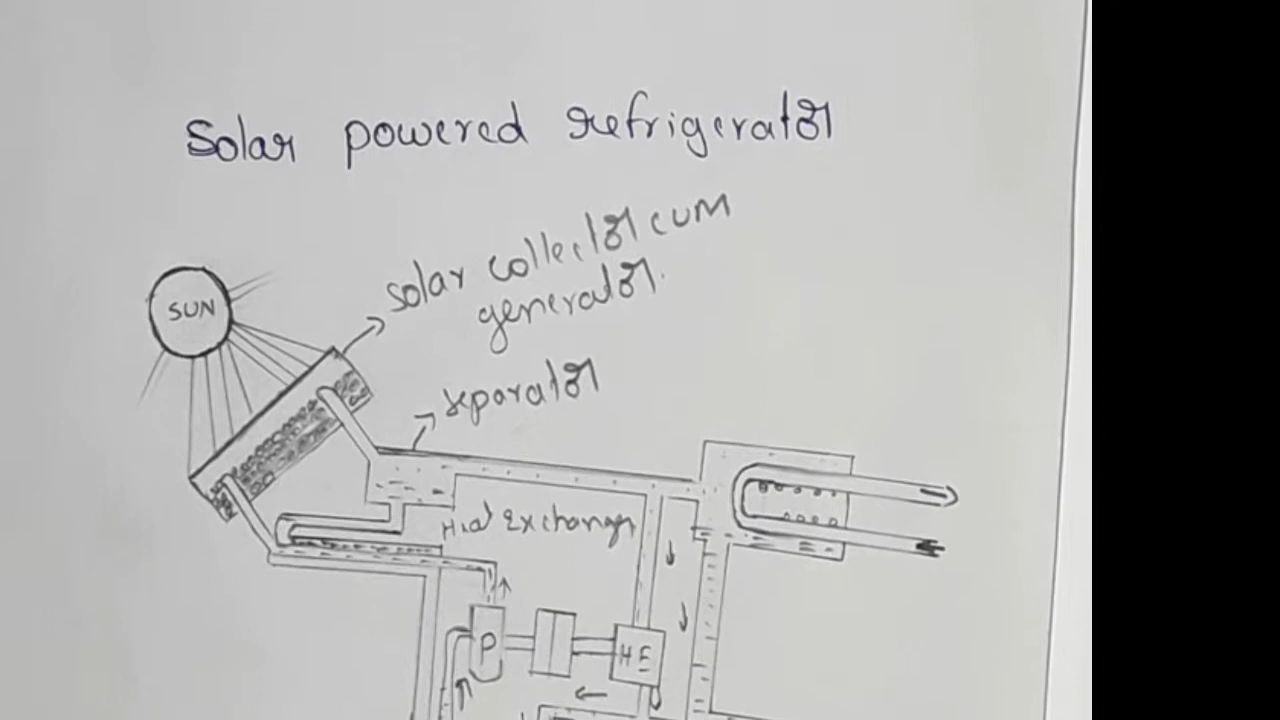 Solar powered refrigerator
solar collector cum
generator.
SUN
separator
Heat Exchanger
P
HE